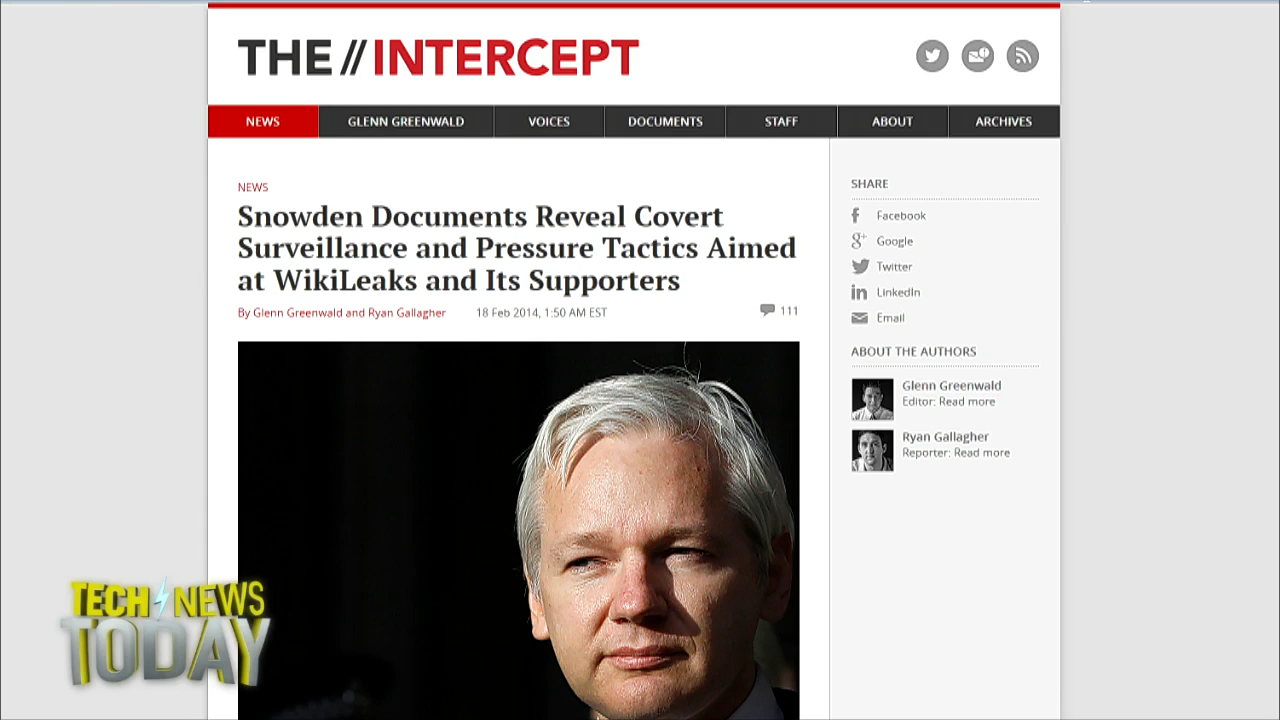 THE // INTERCEPT
NEWS
GLENN GREENWALD
VOICES
DOCUMENTS
STAFF
ABOUT
ARCHIVES
NEWS
Snowden Documents Reveal Covert
Surveillance and Pressure Tactics Aimed
at WikiLeaks and Its Supporters
By Glenn Greenwald and Ryan Gallagher
18 Feb 2014, 1:50 AM EST
111
SHARE
Facebook
Google
Twitter
LinkedIn
Email
ABOUT THE AUTHORS
Glenn Greenwald
Editor: Read more
Ryan Gallagher
Reporter: Read more
TECH NEWS
TODAY